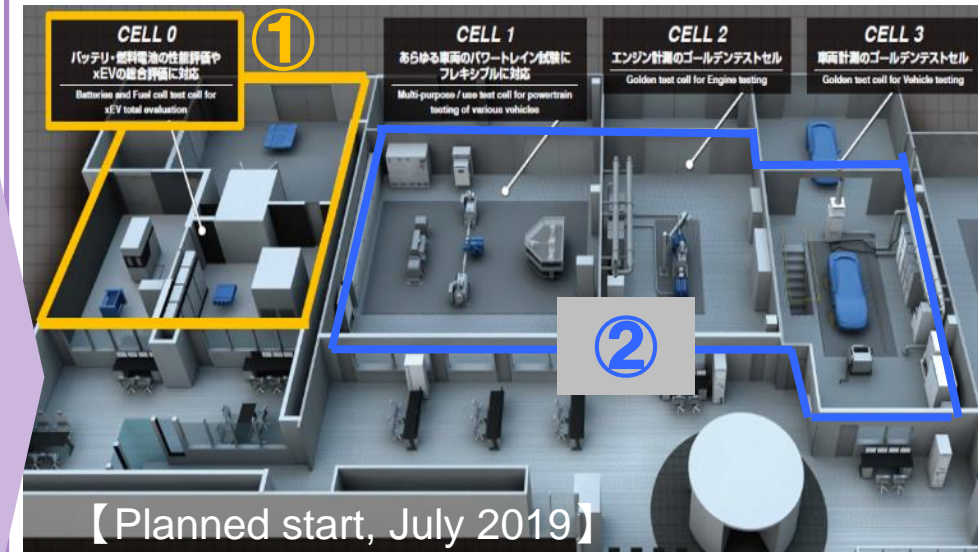 CELL 0
バッテリ・燃料電池の性能評価や
xEVの総合評価に対応
Batteries and Fuel cell test cell for
xEV total evaluation
①
CELL 1
あらゆる車両のパワートレイン試験に
フレキシブルに対応
Multi-purpose / use test cell for powertrain
testing of various vehicles
CELL 2
エンジン計測のゴールデンテストセル
Golden test cell for Engine testing
CELL 3
車両計測のゴールデンテストセル
Golden test cell for Vehicle testing
②
【Planned start, July 2019】